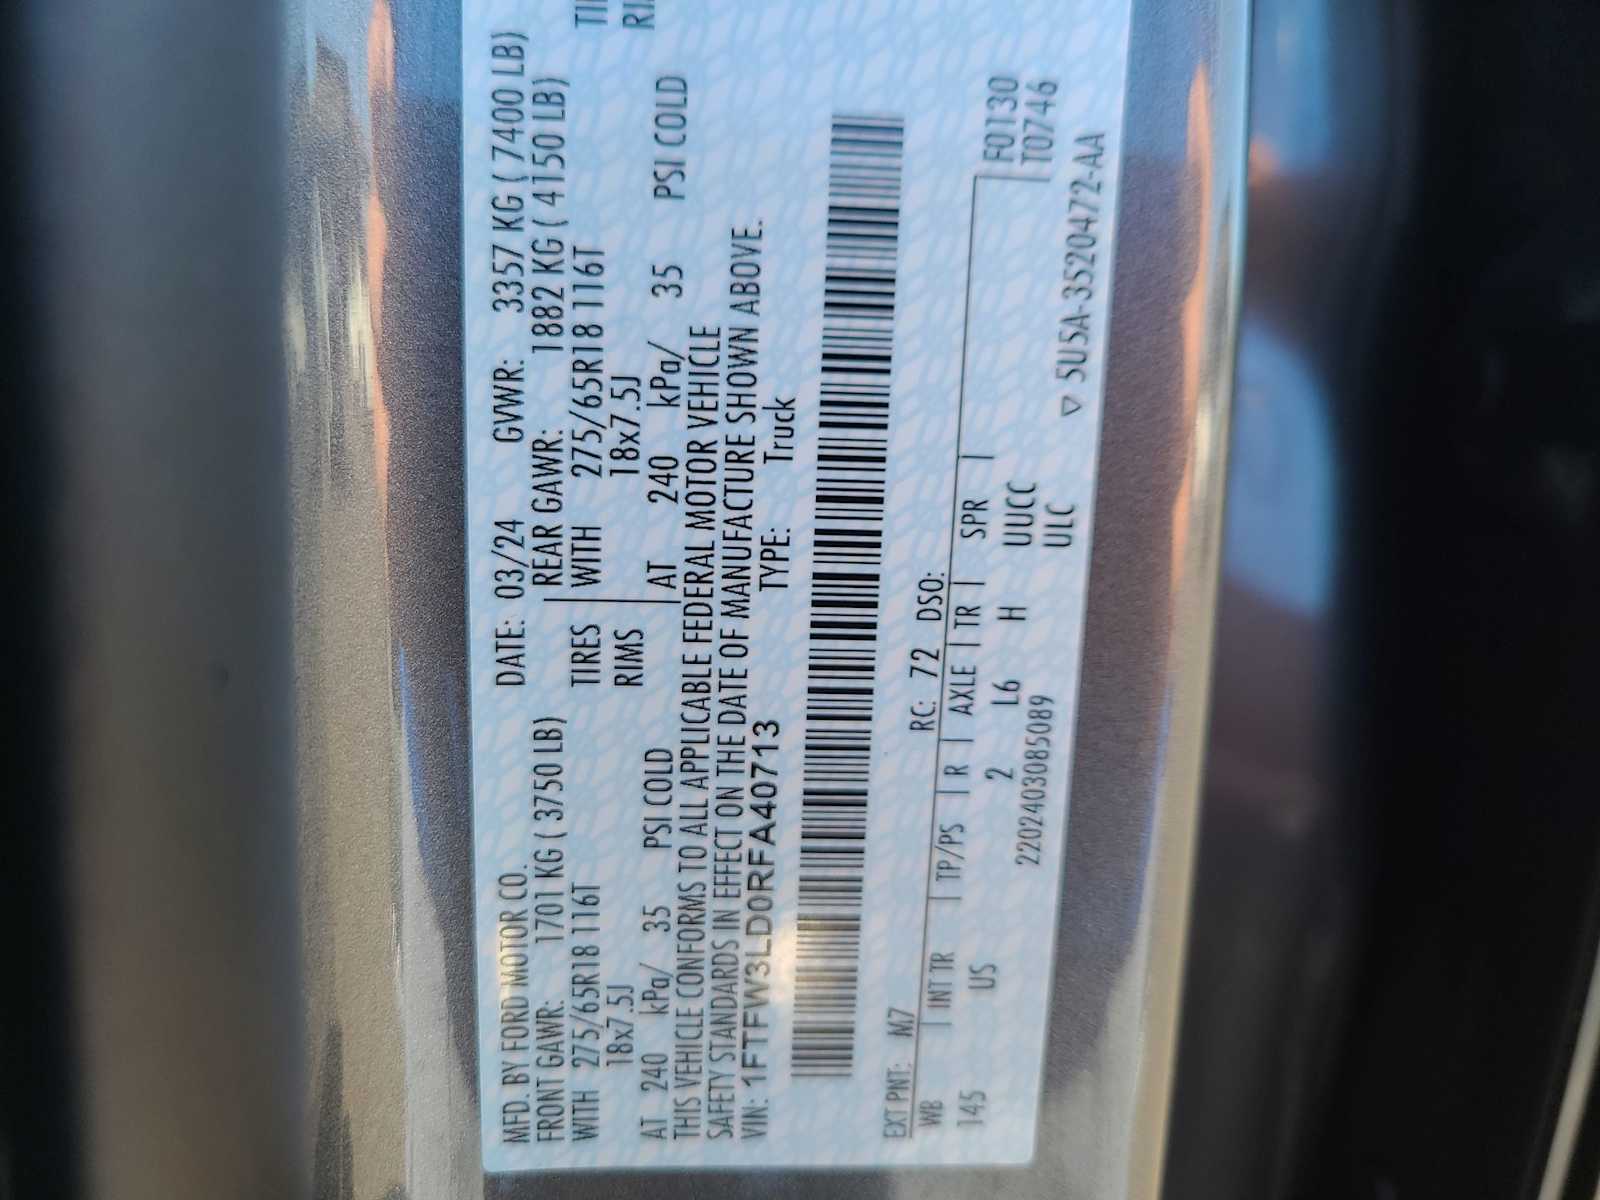 MFD. BY FORD MOTOR CO. DATE: 03/24 GVWR: 3357 KG ( 7400 LB)
FRONT GAWR: 1701 KG ( 3750 LB) REAR GAWR: 1882 KG ( 4150 LB)
WITH 275/65R18 116T TIRES WITH 275/65R18 116T TI
18x7.5J RIMS 18x7.5J RI
AT 240 kPa/ 35 PSI COLD AT 240 kPa/ 35 PSI COLD
THIS VEHICLE CONFORMS TO ALL APPLICABLE FEDERAL MOTOR VEHICLE
SAFETY STANDARDS IN EFFECT ON THE DATE OF MANUFACTURE SHOWN ABOVE.
VIN: 1FTFW3LD0RFA40713 TYPE: Truck
EXT PNT: M7 RC: 72 DSO:
WB INT TR TP/PS R AXLE TR SPR F0130
145 US 2 L6 H UUCC T0746
2202403085089 ULC
▽ 5U5A-3520472-AA